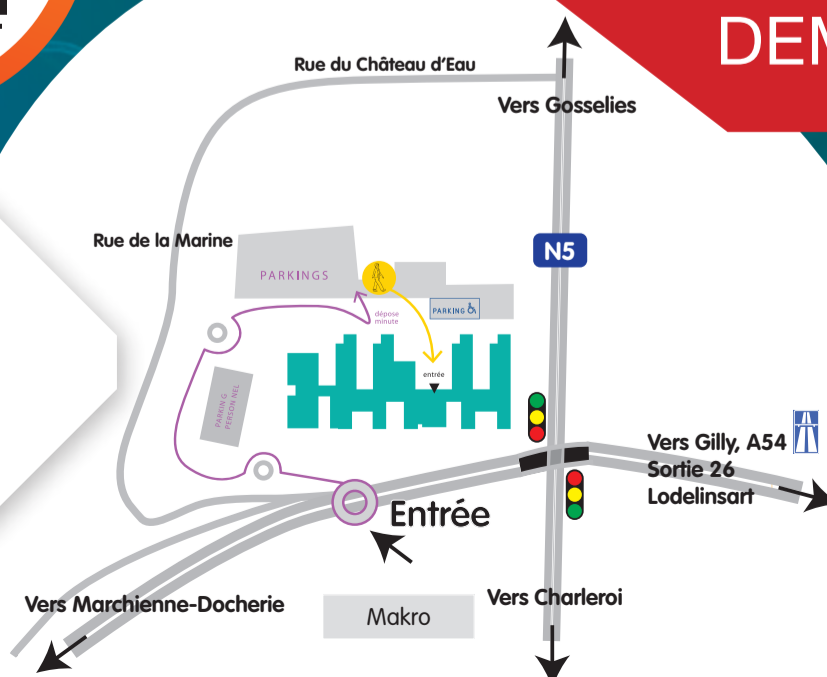 DEM
Rue du Château d'Eau
Vers Gosselies
Rue de la Marine
N5
PARKINGS
PARKING
dépose
minute
entrée
PARKING
PERSONNEL
Vers Gilly, A54
Sortie 26
Lodelinsart
Entrée
Vers Marchienne-Docherie
Makro
Vers Charleroi